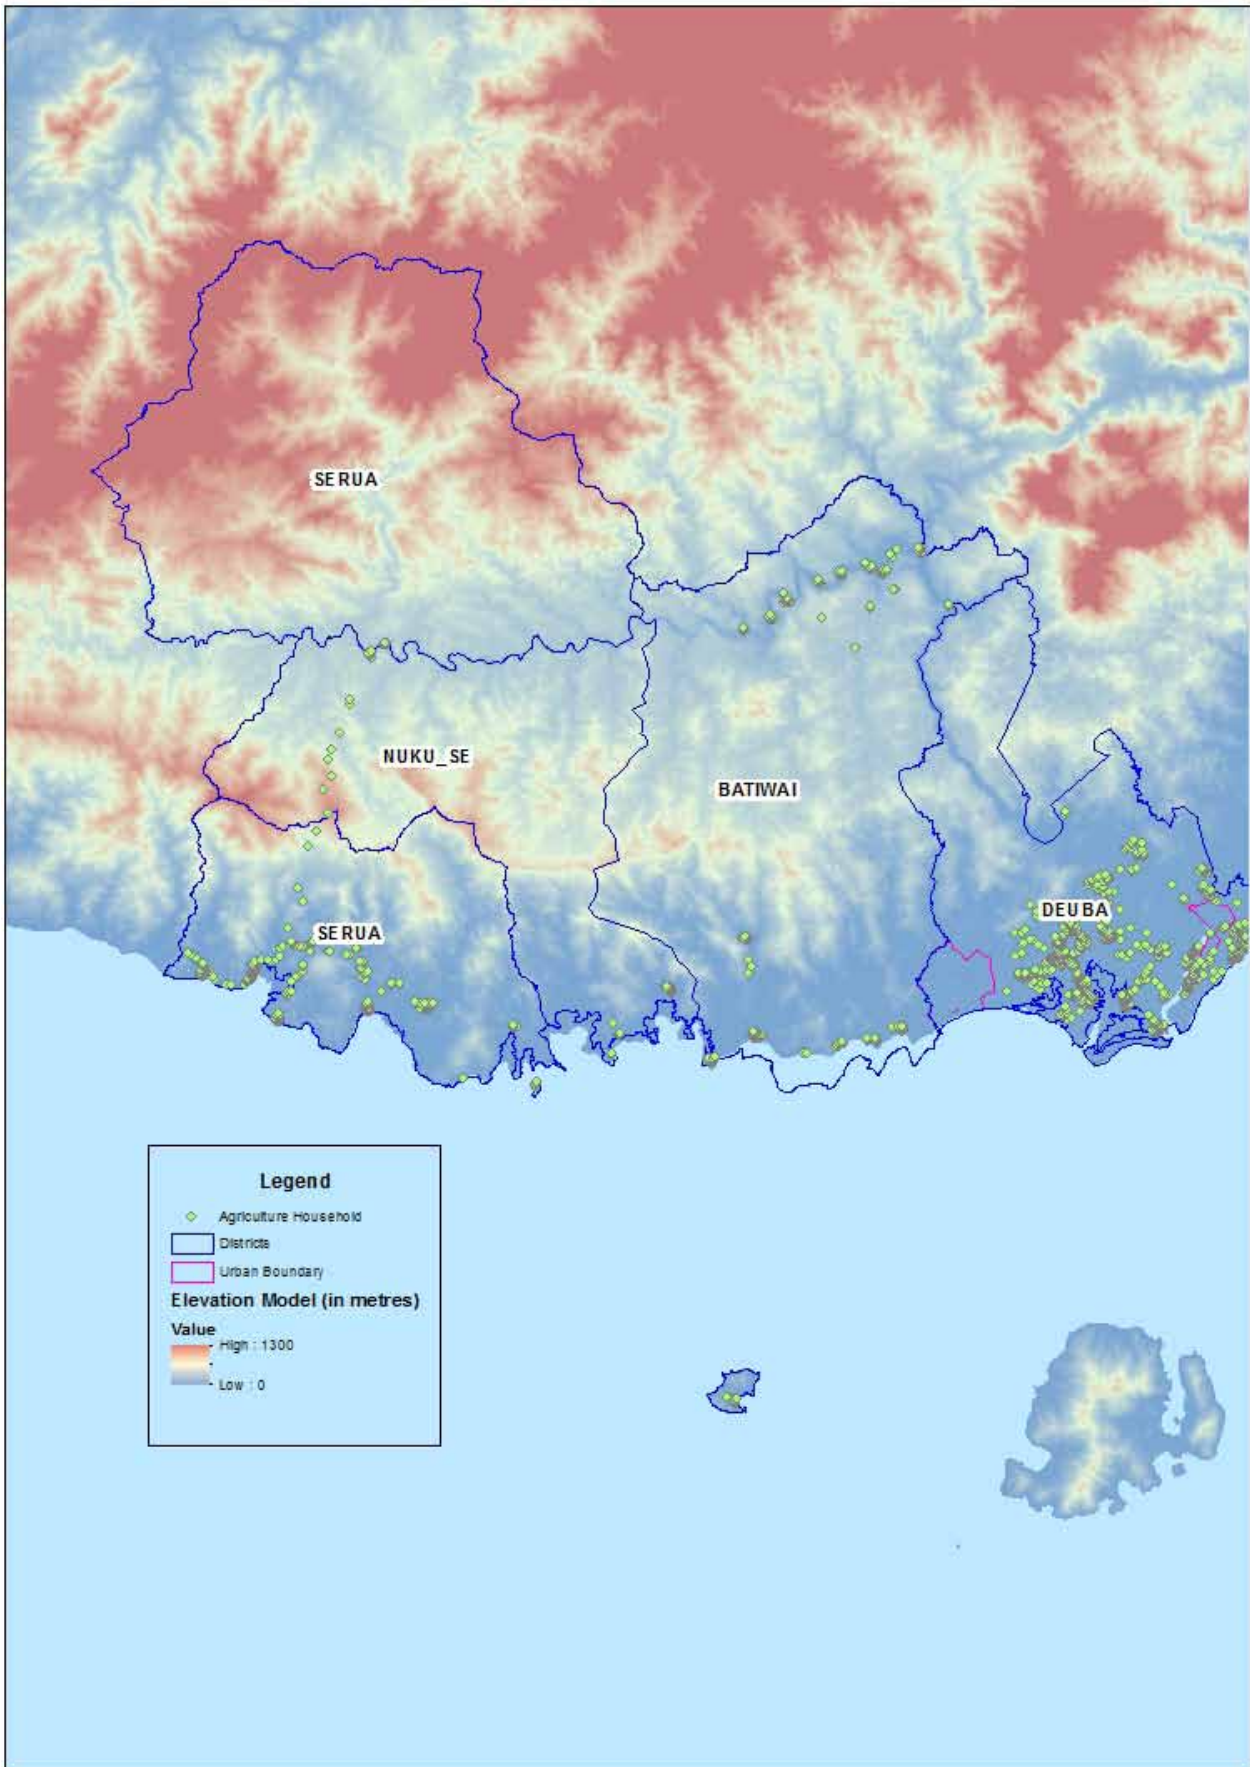 SERUA
NUKU_SE
BATIWAI
DEUBA
SERUA
Legend
Agriculture Household
Districts
Urban Boundary
Elevation Model (in metres)
Value
High : 1300
Low : 0